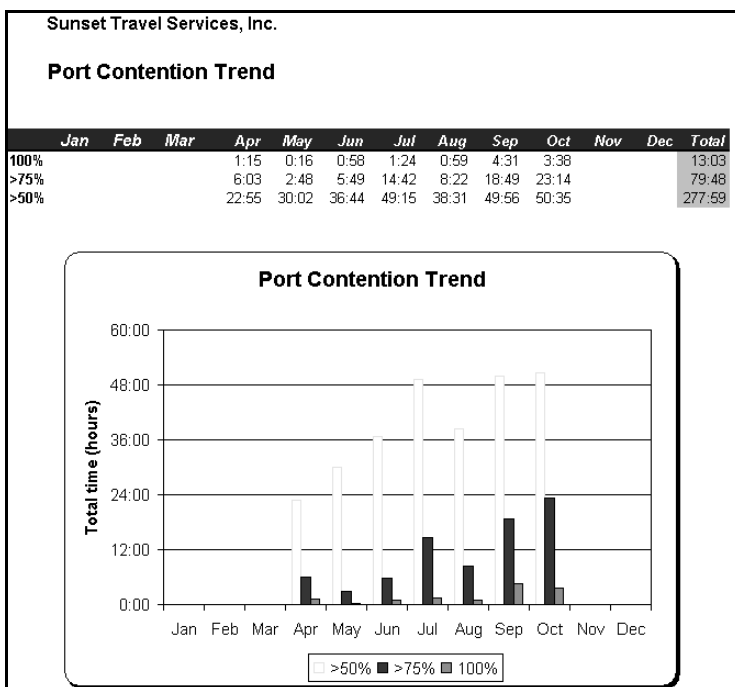 Sunset Travel Services, Inc.
Port Contention Trend
Jan Feb Mar Apr May Jun Jul Aug Sep Oct Nov Dec Total
100% 1:15 0:16 0:58 1:24 0:59 4:31 3:38 13:03
>75% 6:03 2:48 5:49 14:42 8:22 18:49 23:14 79:48
>50% 22:55 30:02 36:44 49:15 38:31 49:56 50:35 277:59
Port Contention Trend
60:00
48:00
36:00
24:00
12:00
0:00
Total time (hours)
Jan Feb Mar Apr May Jun Jul Aug Sep Oct Nov Dec
>50% >75% 100%